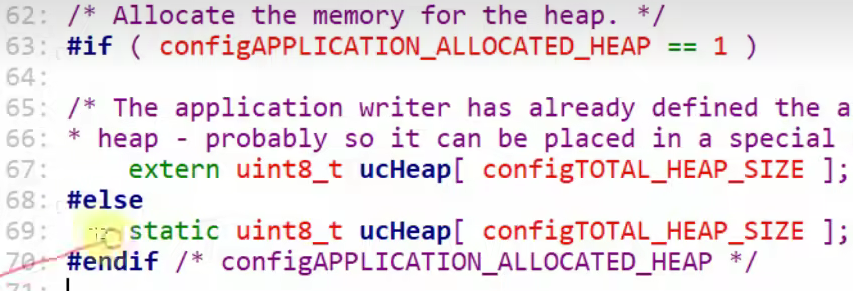 62: /* Allocate the memory for the heap. */
63: #if ( configAPPLICATION_ALLOCATED_HEAP == 1 )
64:
65: /* The application writer has already defined the a
66: * heap - probably so it can be placed in a special
67: extern uint8_t ucHeap[ configTOTAL_HEAP_SIZE ];
68: #else
69: static uint8_t ucHeap[ configTOTAL_HEAP_SIZE ];
70: #endif /* configAPPLICATION_ALLOCATED_HEAP */
71: